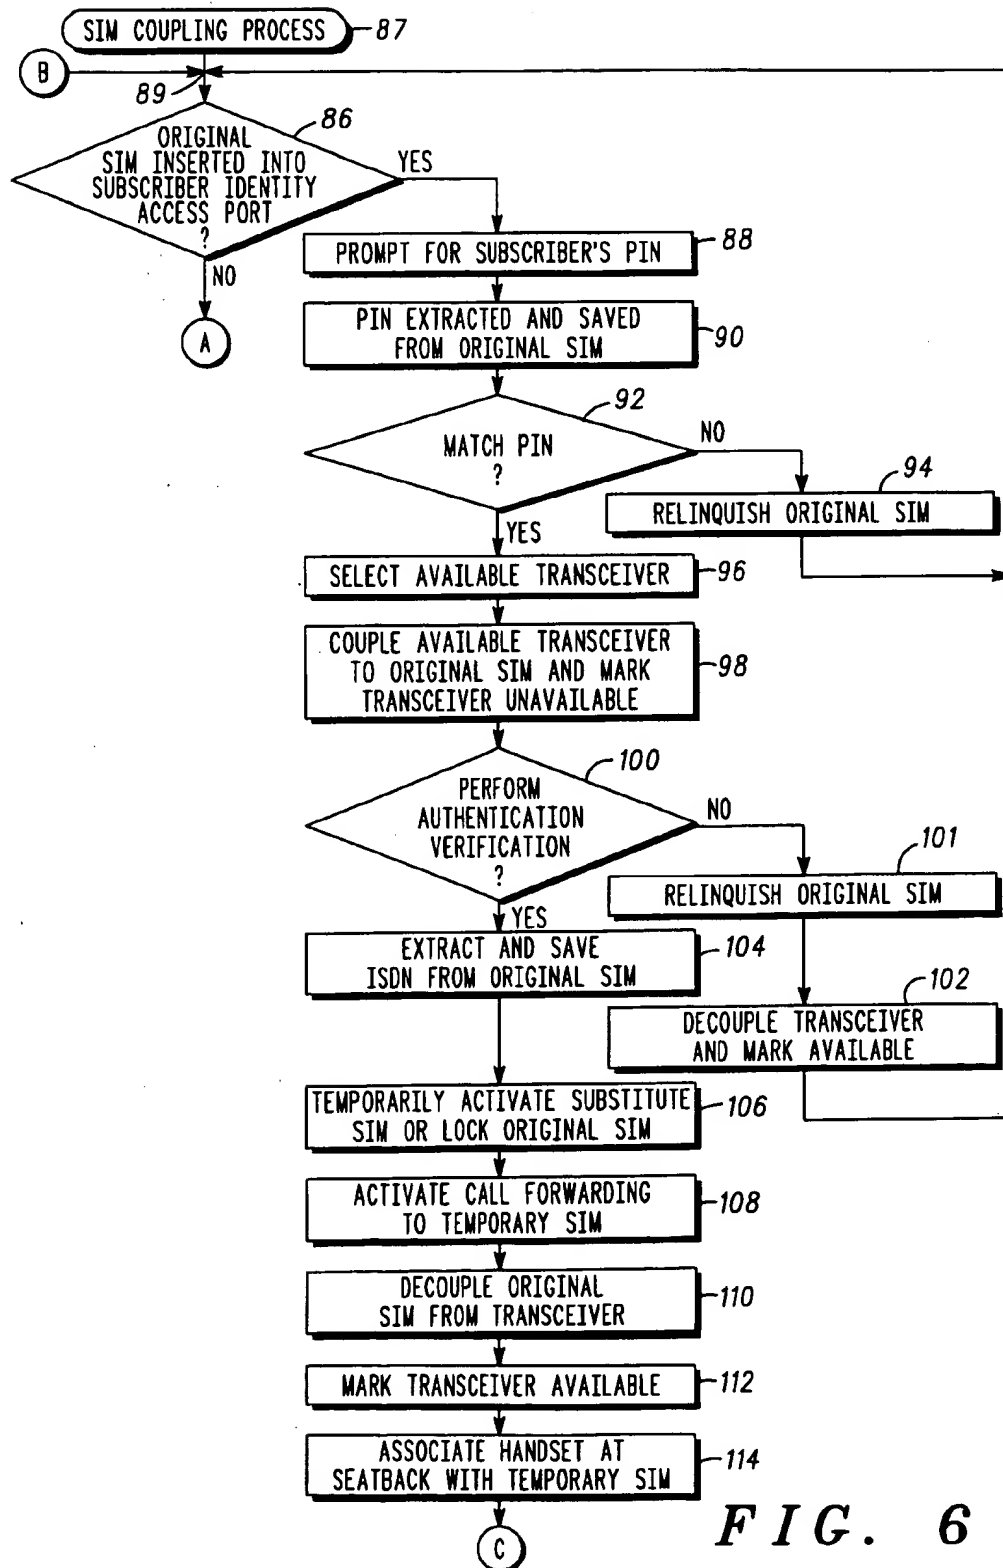 SIM COUPLING PROCESS
87
B
89
86
ORIGINAL
SIM INSERTED INTO
SUBSCRIBER IDENTITY
ACCESS PORT
?
YES
NO
A
PROMPT FOR SUBSCRIBER'S PIN
88
PIN EXTRACTED AND SAVED
FROM ORIGINAL SIM
90
92
MATCH PIN
?
NO
94
RELINQUISH ORIGINAL SIM
YES
SELECT AVAILABLE TRANSCEIVER
96
COUPLE AVAILABLE TRANSCEIVER
TO ORIGINAL SIM AND MARK
TRANSCEIVER UNAVAILABLE
98
100
PERFORM
AUTHENTICATION
VERIFICATION
?
NO
101
RELINQUISH ORIGINAL SIM
YES
EXTRACT AND SAVE
ISDN FROM ORIGINAL SIM
104
102
DECOUPLE TRANSCEIVER
AND MARK AVAILABLE
TEMPORARILY ACTIVATE SUBSTITUTE
SIM OR LOCK ORIGINAL SIM
106
ACTIVATE CALL FORWARDING
TO TEMPORARY SIM
108
DECOUPLE ORIGINAL
SIM FROM TRANSCEIVER
110
MARK TRANSCEIVER AVAILABLE
112
ASSOCIATE HANDSET AT
SEATBACK WITH TEMPORARY SIM
114
C
FIG. 6